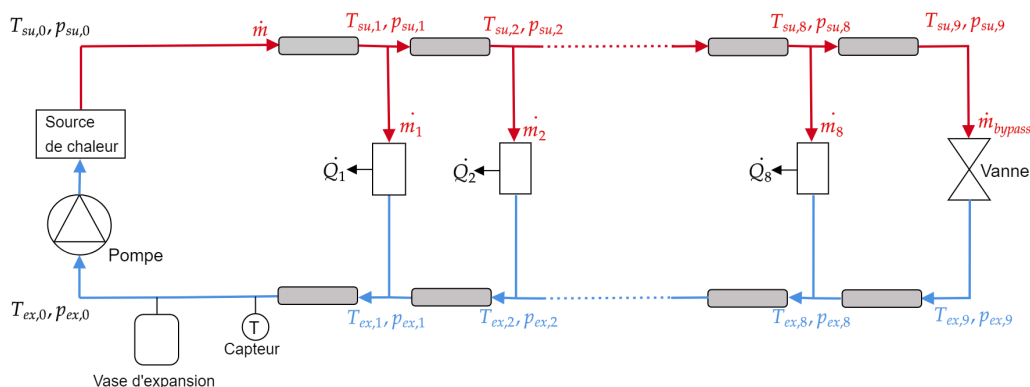 T_su,0, p_su,0
ṁ
T_su,1, p_su,1
T_su,2, p_su,2
T_su,8, p_su,8
T_su,9, p_su,9
Source
de chaleur
ṁ_1
ṁ_2
ṁ_8
ṁ_bypass
Q̇_1
Q̇_2
Q̇_8
Vanne
Pompe
T_ex,0, p_ex,0
T_ex,1, p_ex,1
T_ex,2, p_ex,2
T_ex,8, p_ex,8
T_ex,9, p_ex,9
T
Capteur
Vase d'expansion